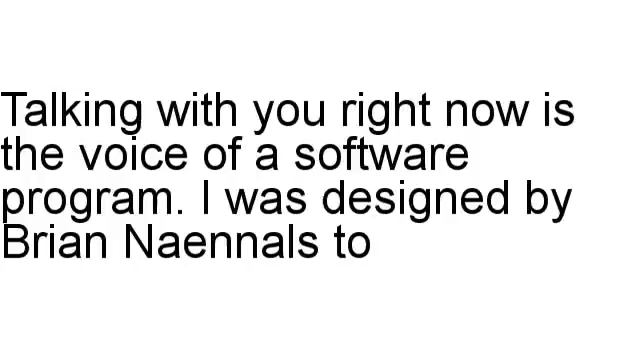 Talking with you right now is
the voice of a software
program. I was designed by
Brian Naennals to